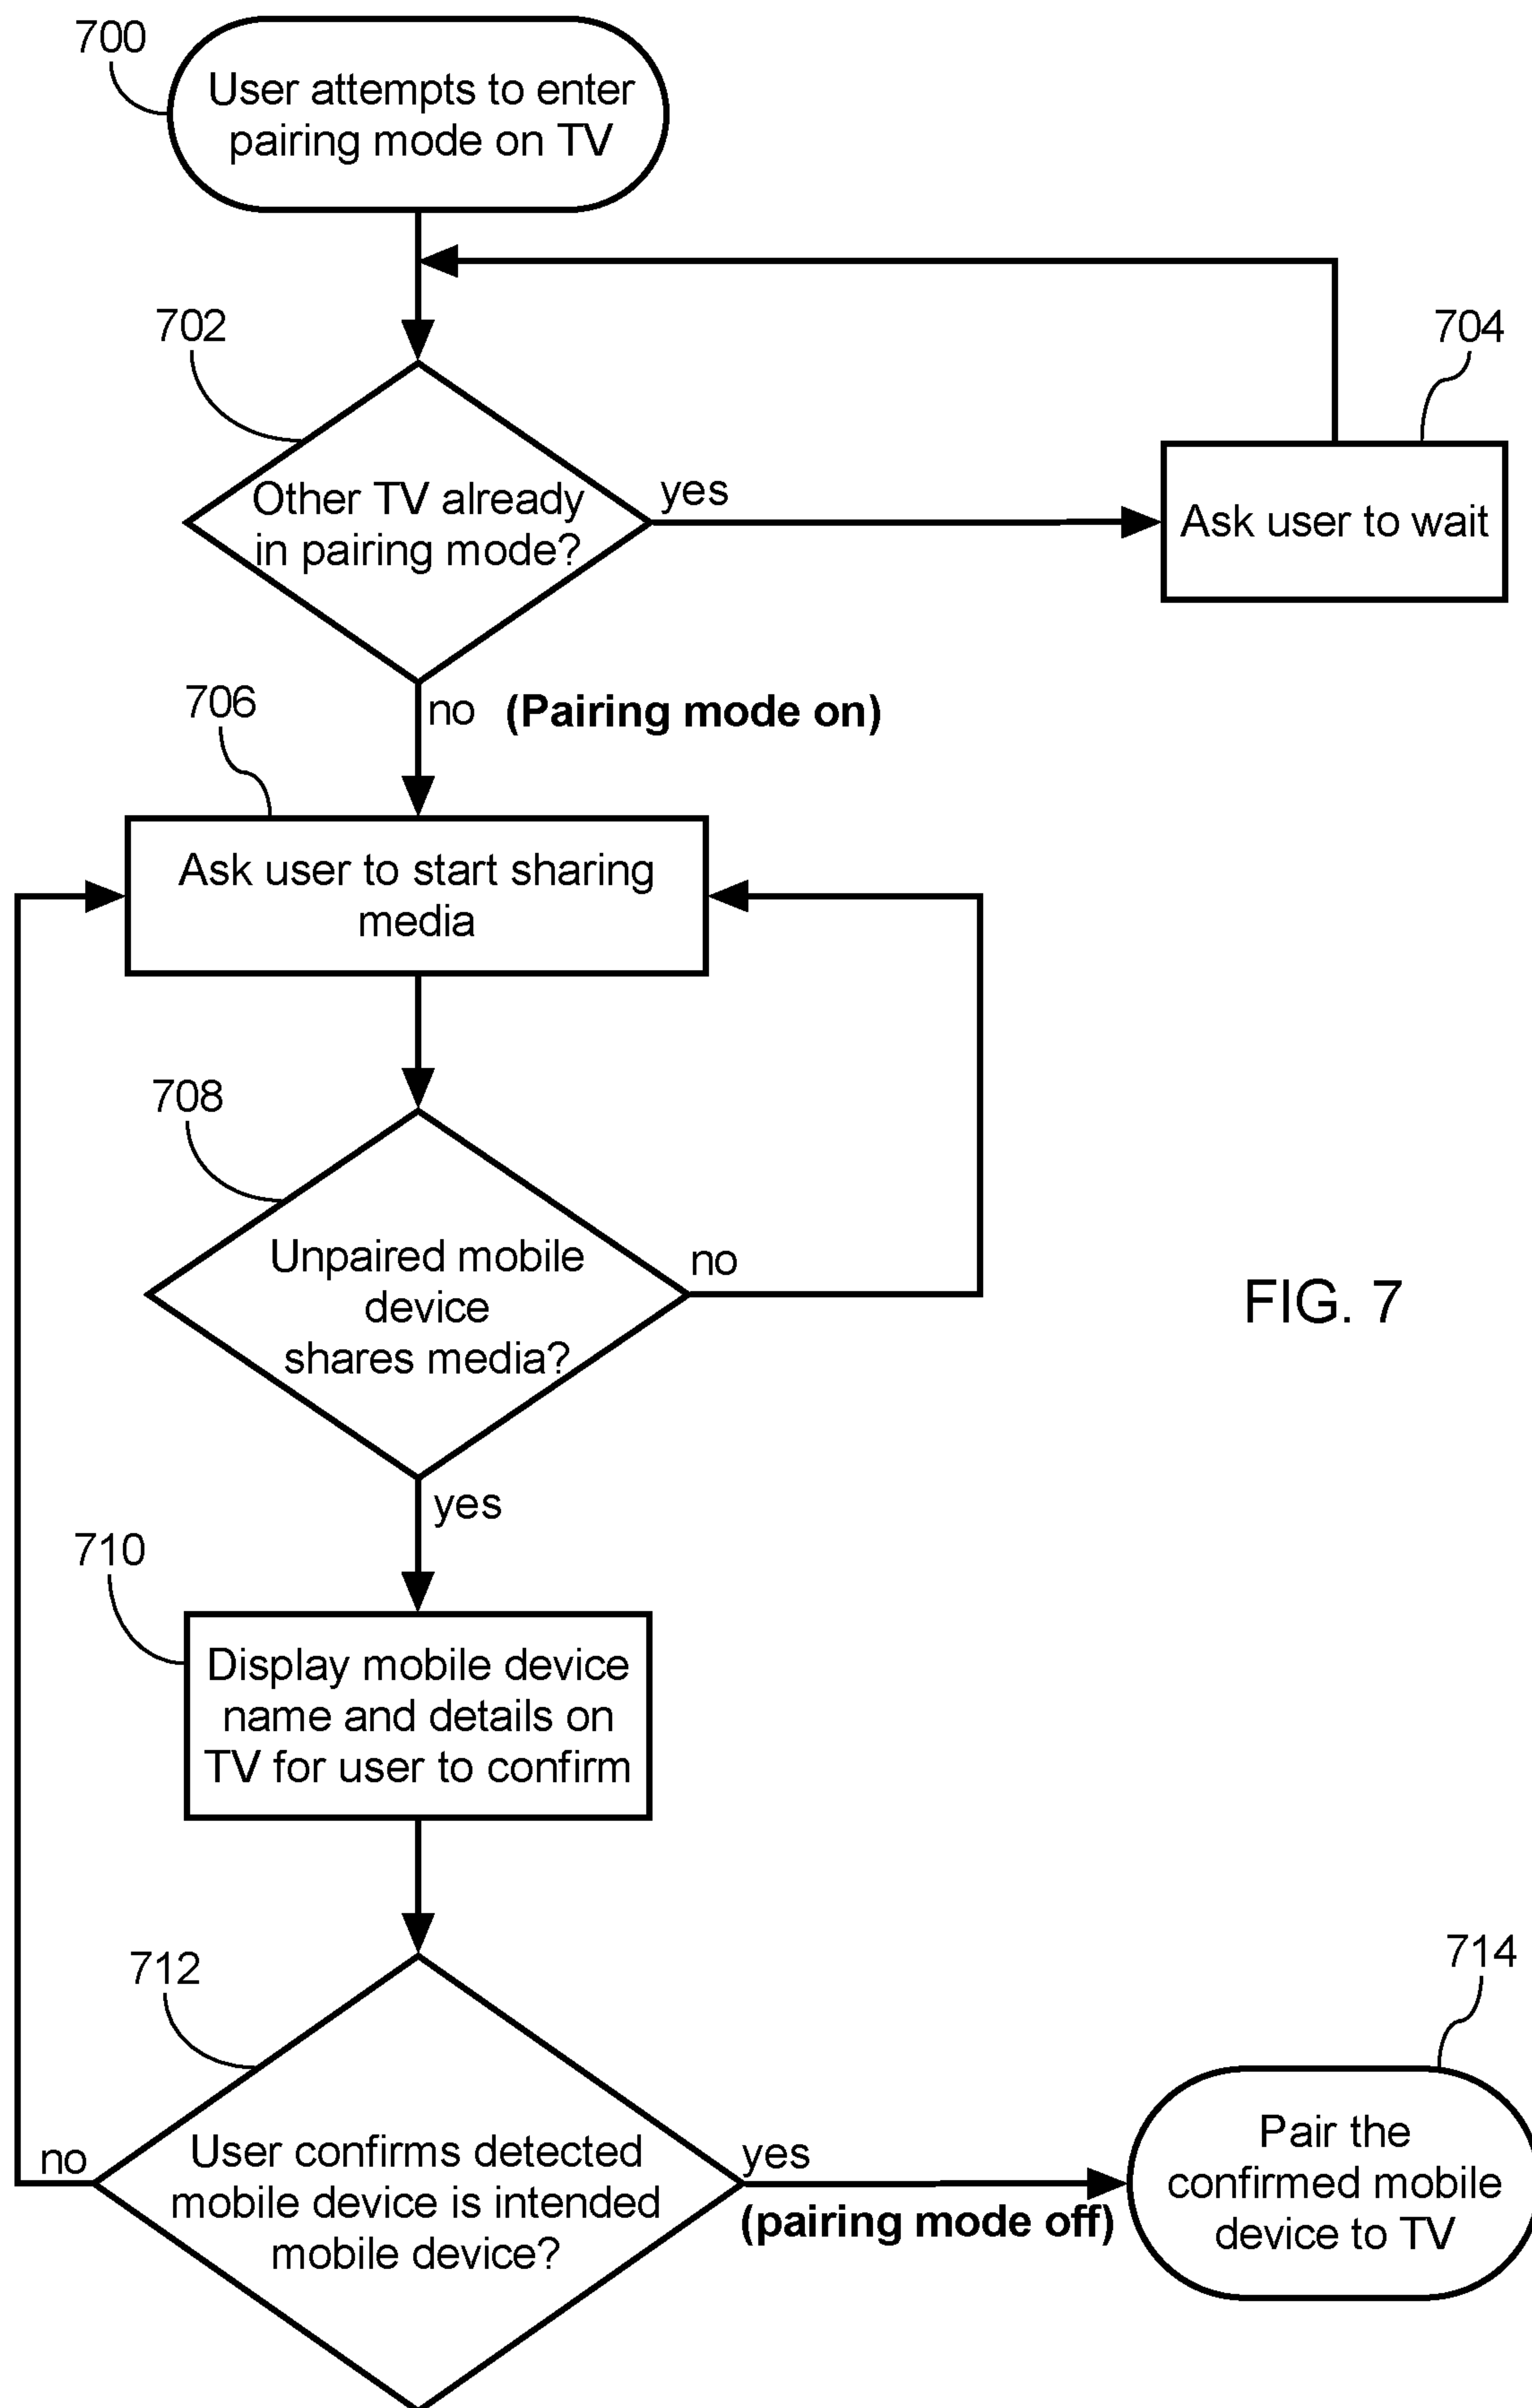 700
User attempts to enter
pairing mode on TV
702
704
Other TV already
in pairing mode?
yes
Ask user to wait
706
no (Pairing mode on)
Ask user to start sharing
media
708
Unpaired mobile
device
shares media?
no
FIG. 7
yes
710
Display mobile device
name and details on
TV for user to confirm
712
714
no
User confirms detected
mobile device is intended
mobile device?
yes
(pairing mode off)
Pair the
confirmed mobile
device to TV